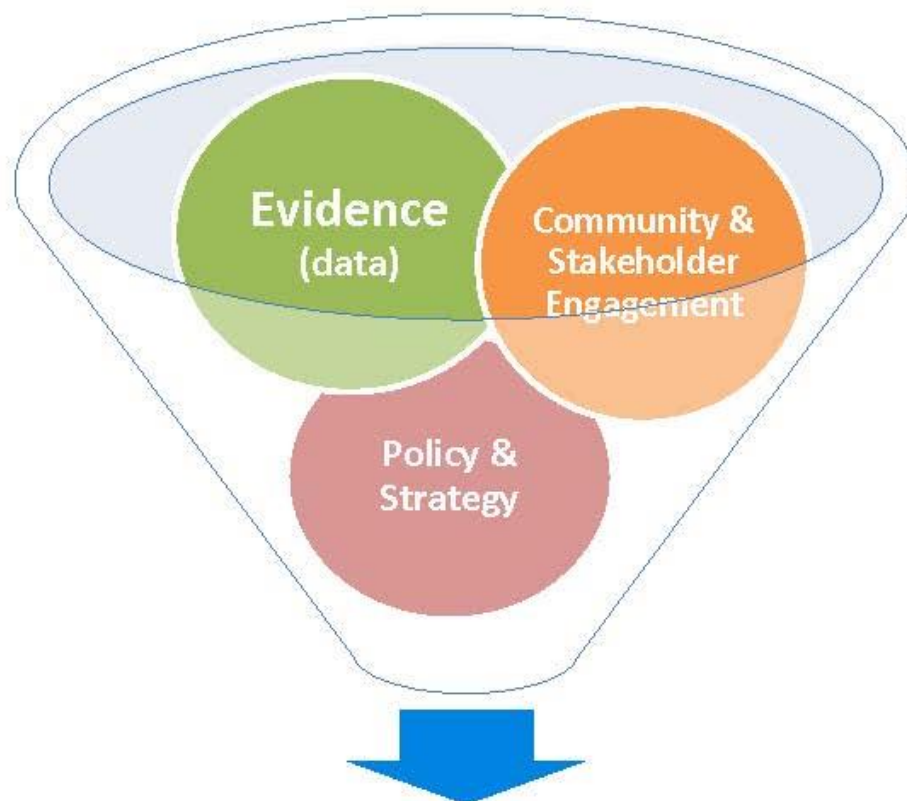 Evidence
(data)
Community &
Stakeholder
Engagement
Policy &
Strategy